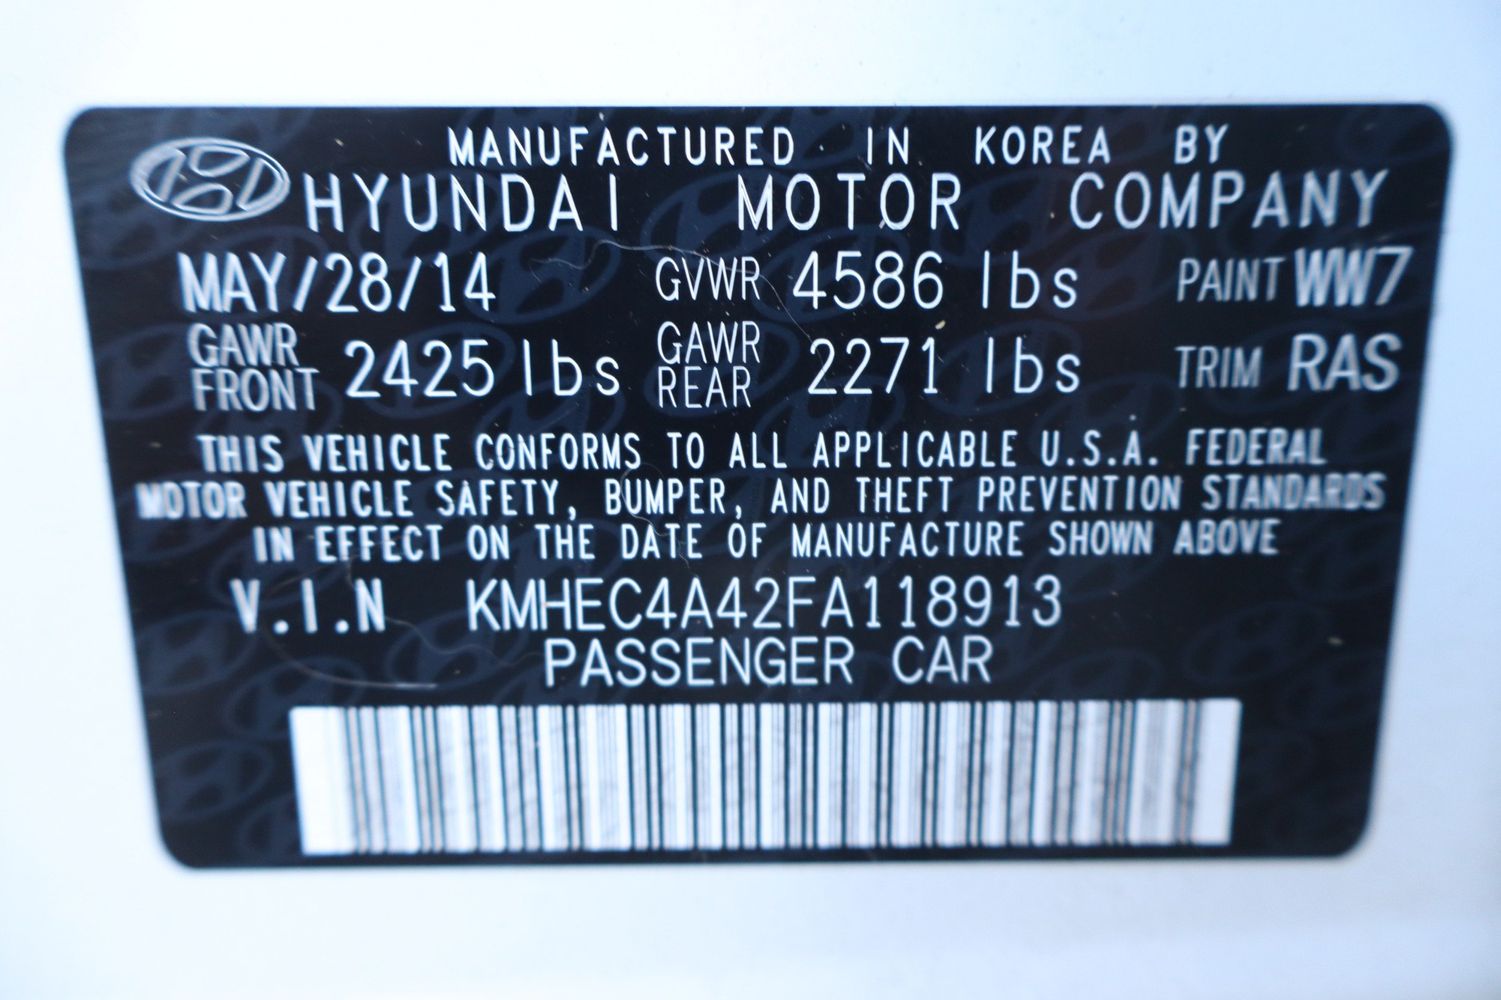 MANUFACTURED IN KOREA BY
HYUNDAI MOTOR COMPANY
MAY/28/14 GVWR 4586 lbs PAINT WW7
GAWR FRONT 2425 lbs GAWR REAR 2271 lbs TRIM RAS
THIS VEHICLE CONFORMS TO ALL APPLICABLE U.S.A. FEDERAL
MOTOR VEHICLE SAFETY, BUMPER, AND THEFT PREVENTION STANDARDS
IN EFFECT ON THE DATE OF MANUFACTURE SHOWN ABOVE
V.I.N KMHEC4A42FA118913
PASSENGER CAR